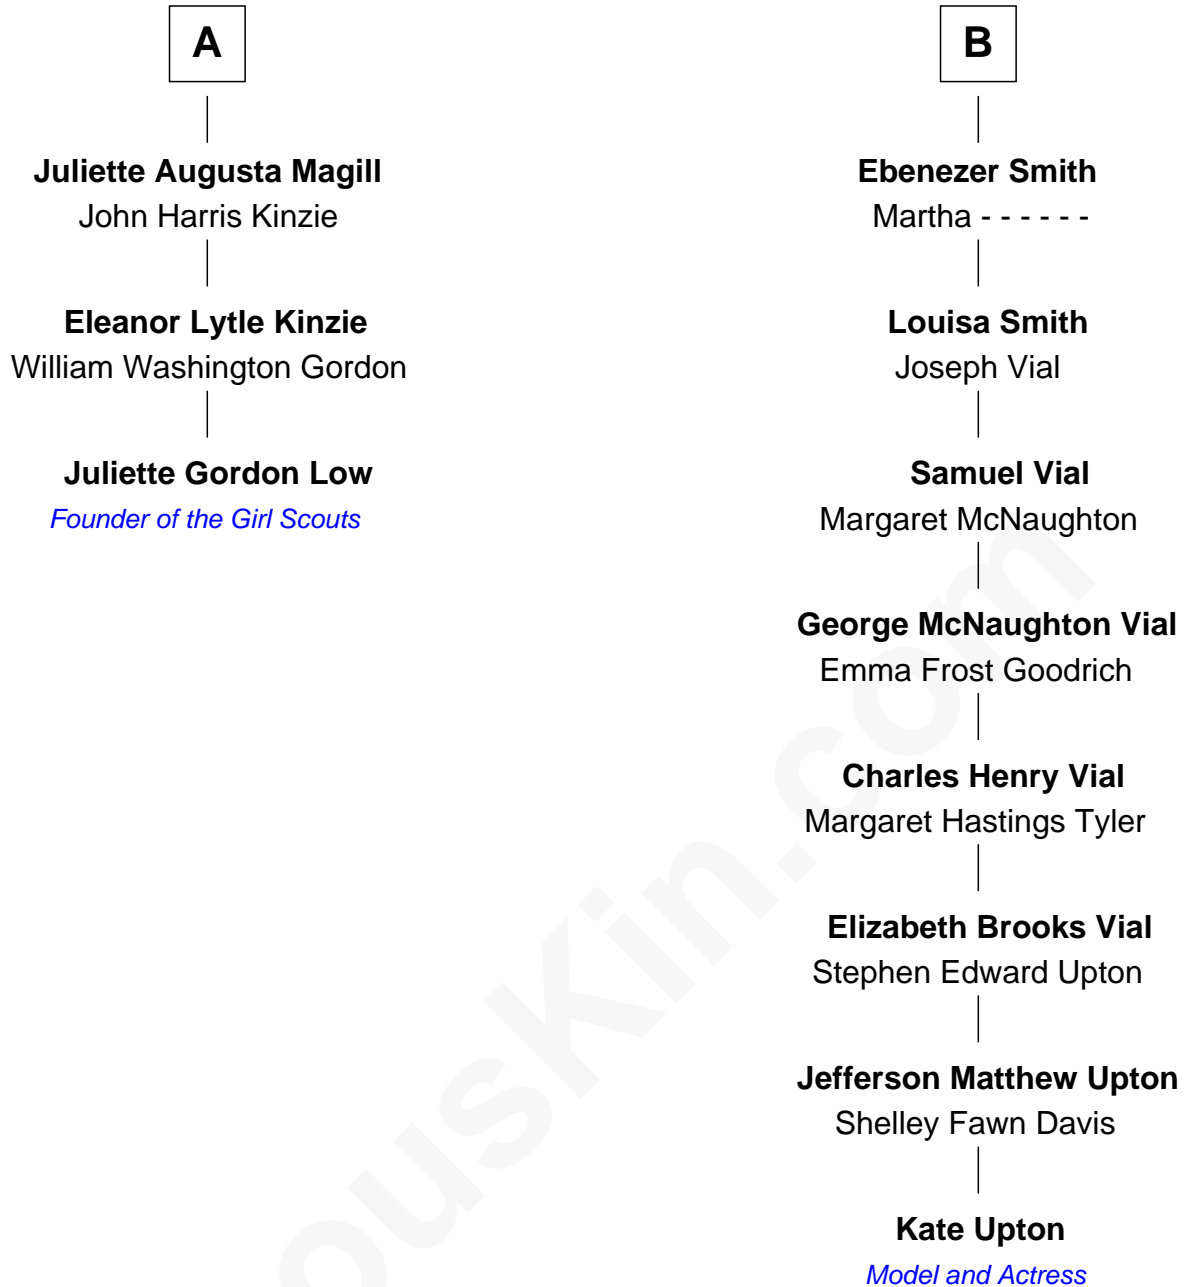 A
Juliette Augusta Magill
John Harris Kinzie
Eleanor Lytle Kinzie
William Washington Gordon
Juliette Gordon Low
Founder of the Girl Scouts
B
Ebenezer Smith
Martha - - - - - -
Louisa Smith
Joseph Vial
Samuel Vial
Margaret McNaughton
George McNaughton Vial
Emma Frost Goodrich
Charles Henry Vial
Margaret Hastings Tyler
Elizabeth Brooks Vial
Stephen Edward Upton
Jefferson Matthew Upton
Shelley Fawn Davis
Kate Upton
Model and Actress
ousKin.com